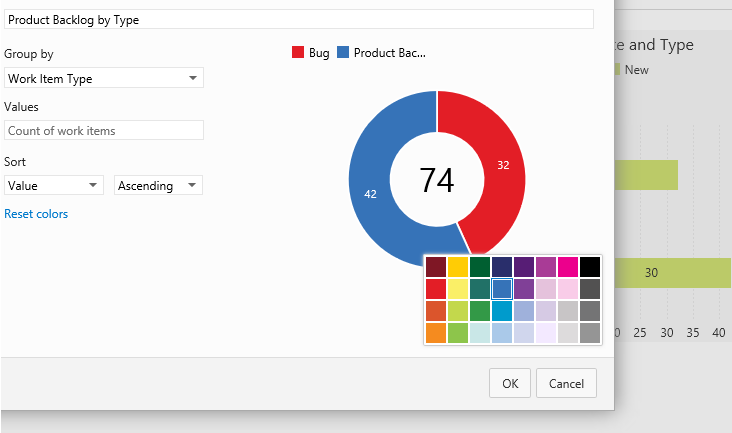 Product Backlog by Type
Group by
Work Item Type
Values
Count of work items
Sort
Value
Ascending
Reset colors
Bug
Product Bac...
32
74
42
e and Type
New
30
20 25 30 35 40
OK
Cancel